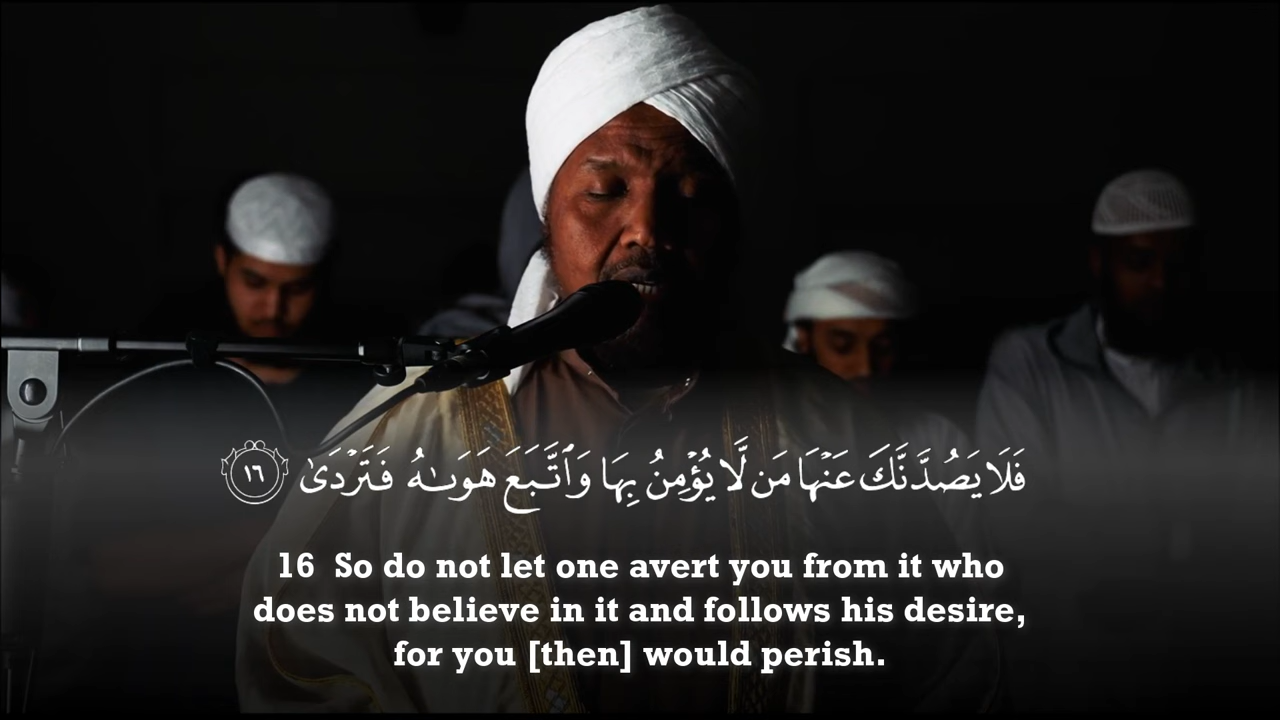 فَلَا يَصُدَّنَّكَ عَنْهَا مَن لَّا يُؤْمِنُ بِهَا وَٱتَّبَعَ هَوَىٰهُ فَتَرْدَىٰ ١٦
16 So do not let one avert you from it who
does not believe in it and follows his desire,
for you [then] would perish.